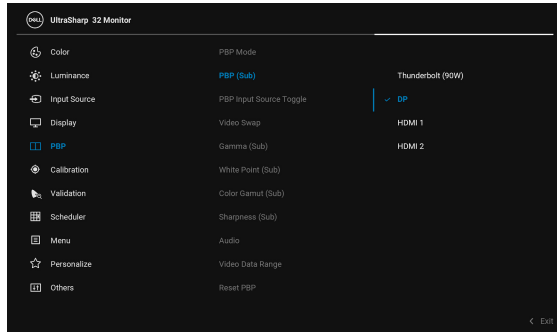 DELL UltraSharp 32 Monitor
Color PBP Mode
Luminance PBP (Sub) Thunderbolt (90W)
Input Source PBP Input Source Toggle DP
Display Video Swap HDMI 1
PBP Gamma (Sub) HDMI 2
Calibration White Point (Sub)
Validation Color Gamut (Sub)
Scheduler Sharpness (Sub)
Menu Audio
Personalize Video Data Range
Others Reset PBP
Exit